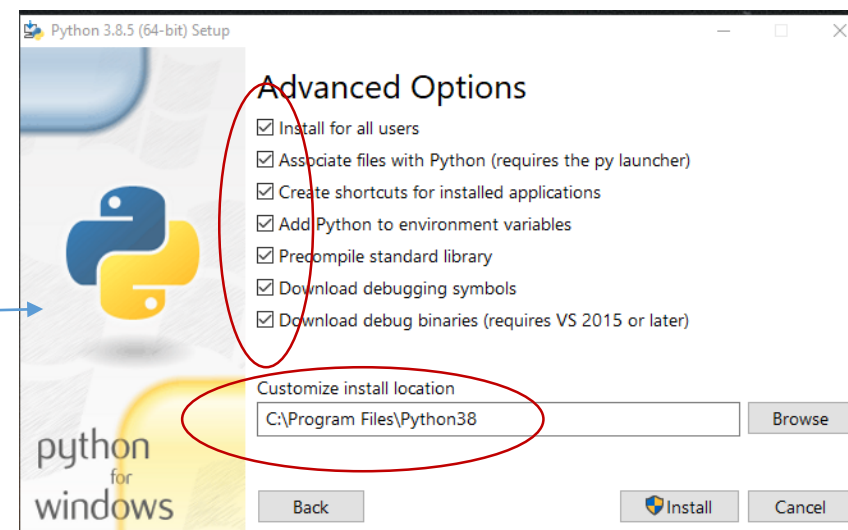 Python 3.8.5 (64-bit) Setup
Advanced Options
Install for all users
Associate files with Python (requires the py launcher)
Create shortcuts for installed applications
Add Python to environment variables
Precompile standard library
Download debugging symbols
Download debug binaries (requires VS 2015 or later)
Customize install location
C:\Program Files\Python38
Browse
python
for
windows
Back
Install
Cancel